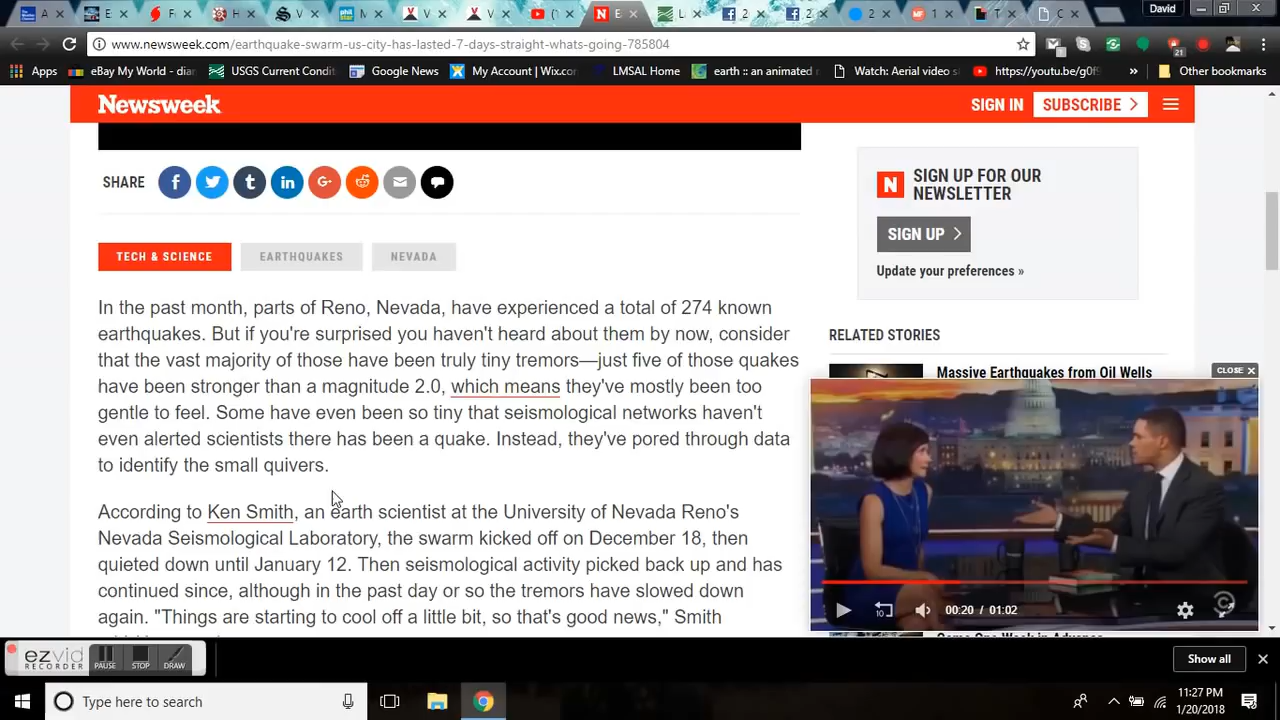 David
www.newsweek.com/earthquake-swarm-us-city-has-lasted-7-days-straight-whats-going-785804
21
Apps eBay My World - dian USGS Current Condit Google News My Account | Wix.com LMSAL Home earth :: an animated Watch: Aerial video s https://youtu.be/g0f9 » Other bookmarks
Newsweek
SIGN IN SUBSCRIBE
SHARE
SIGN UP FOR OUR
NEWSLETTER
SIGN UP
Update your preferences »
TECH & SCIENCE EARTHQUAKES NEVADA
In the past month, parts of Reno, Nevada, have experienced a total of 274 known
earthquakes. But if you're surprised you haven't heard about them by now, consider
that the vast majority of those have been truly tiny tremors—just five of those quakes
have been stronger than a magnitude 2.0, which means they've mostly been too
gentle to feel. Some have even been so tiny that seismological networks haven't
even alerted scientists there has been a quake. Instead, they've pored through data
to identify the small quivers.
According to Ken Smith, an earth scientist at the University of Nevada Reno's
Nevada Seismological Laboratory, the swarm kicked off on December 18, then
quieted down until January 12. Then seismological activity picked back up and has
continued since, although in the past day or so the tremors have slowed down
again. "Things are starting to cool off a little bit, so that's good news," Smith
RELATED STORIES
Massive Earthquakes from Oil Wells
CLOSE ×
00:20 / 01:02
ezvid
RECORDER
PAUSE STOP DRAW
Show all
Type here to search
11:27 PM
1/20/2018